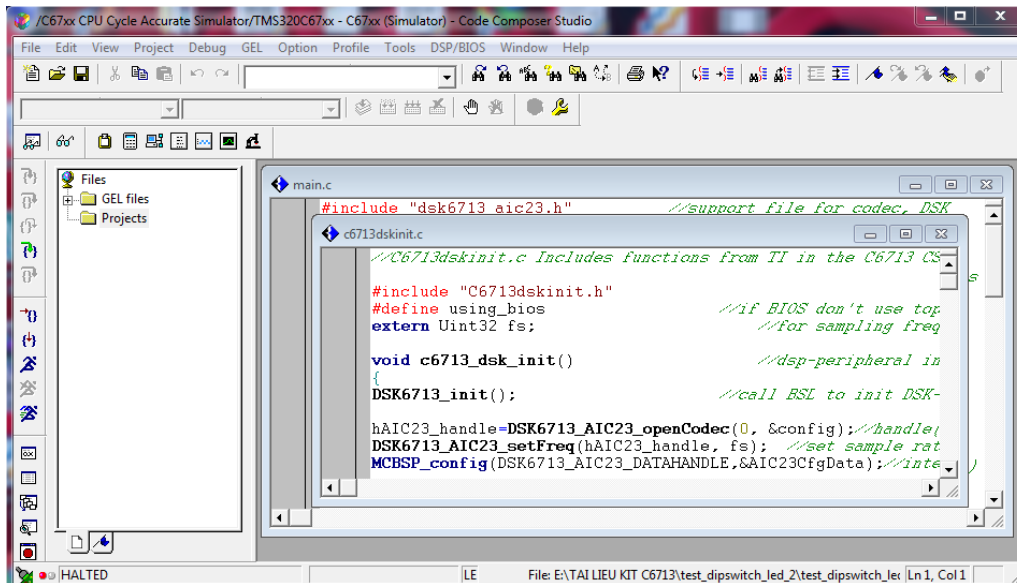 /C67xx CPU Cycle Accurate Simulator/TMS320C67xx - C67xx (Simulator) - Code Composer Studio
File Edit View Project Debug GEL Option Profile Tools DSP/BIOS Window Help
Files
GEL files
Projects
main.c
#include "dsk6713_aic23.h" //support file for codec, DSK
c6713dskinit.c
//C6713dskinit.c Includes functions from TI in the C6713 CS
s
#include "C6713dskinit.h"
#define using_bios //if BIOS don't use top
extern Uint32 fs; //for sampling freq
void c6713_dsk_init() //dsp-peripheral in
{
DSK6713_init(); //call BSL to init DSK-
hAIC23_handle=DSK6713_AIC23_openCodec(0, &config);//handle(
DSK6713_AIC23_setFreq(hAIC23_handle, fs); //set sample rat
MCBSP_config(DSK6713_AIC23_DATAHANDLE,&AIC23CfgData);//inte )
HALTED LE File: E:\TAI LIEU KIT C6713\test_dipswitch_led_2\test_dipswitch_le Ln 1, Col 1